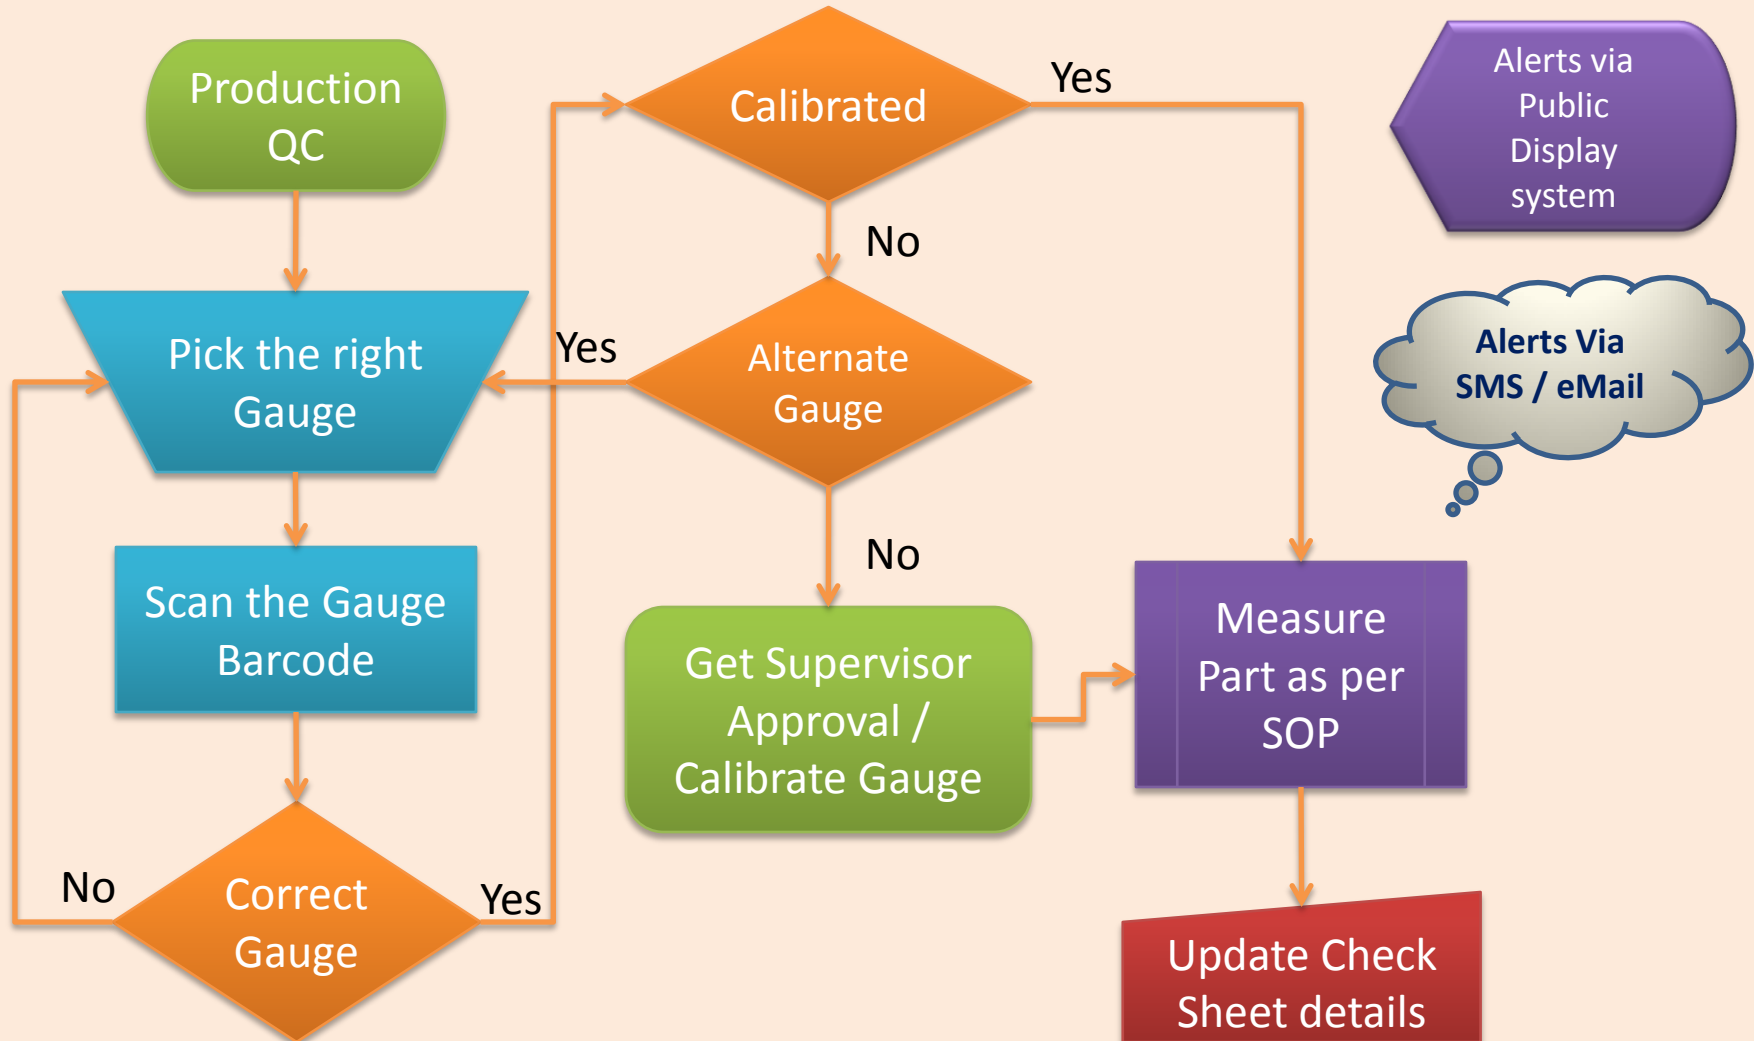 Production
QC
Pick the right
Gauge
Scan the Gauge
Barcode
Correct
Gauge
No
Yes
Calibrated
Yes
No
Alternate
Gauge
Yes
No
Get Supervisor
Approval /
Calibrate Gauge
Measure
Part as per
SOP
Update Check
Sheet details
Alerts via
Public
Display
system
Alerts Via
SMS / eMail